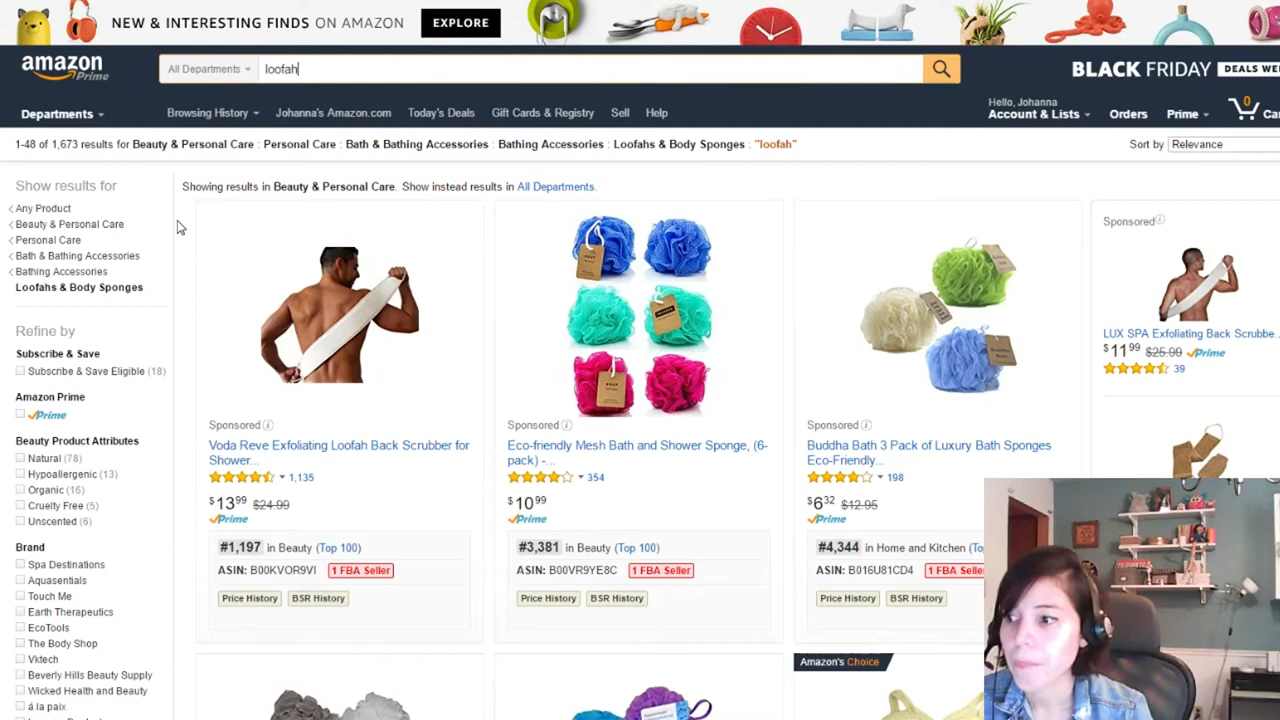 NEW & INTERESTING FINDS ON AMAZON EXPLORE
amazon Prime
All Departments loofah
BLACK FRIDAY DEALS WE
Departments
Browsing History Johanna's Amazon.com Today's Deals Gift Cards & Registry Sell Help
Hello, Johanna
Account & Lists Orders Prime 0 Ca
1-48 of 1,673 results for Beauty & Personal Care : Personal Care : Bath & Bathing Accessories : Bathing Accessories : Loofahs & Body Sponges : "loofah"
Sort by Relevance
Show results for
Any Product
Beauty & Personal Care
Personal Care
Bath & Bathing Accessories
Bathing Accessories
Loofahs & Body Sponges
Refine by
Subscribe & Save
Subscribe & Save Eligible (18)
Amazon Prime
Prime
Beauty Product Attributes
Natural (78)
Hypoallergenic (13)
Organic (16)
Cruelty Free (5)
Unscented (6)
Brand
Spa Destinations
Aquasentials
Touch Me
Earth Therapeutics
EcoTools
The Body Shop
Vktech
Beverly Hills Beauty Supply
Wicked Health and Beauty
á la paix
Showing results in Beauty & Personal Care. Show instead results in All Departments.
Sponsored
Voda Reve Exfoliating Loofah Back Scrubber for
Shower...
1,135
$13 99 $24.99
Prime
#1,197 in Beauty (Top 100)
ASIN: B00KVOR9VI 1 FBA Seller
Price History BSR History
Sponsored
Eco-friendly Mesh Bath and Shower Sponge, (6-
pack) -...
354
$10 99
Prime
#3,381 in Beauty (Top 100)
ASIN: B00VR9YE8C 1 FBA Seller
Price History BSR History
Sponsored
Buddha Bath 3 Pack of Luxury Bath Sponges
Eco-Friendly...
198
$6 32 $12.95
Prime
#4,344 in Home and Kitchen (To
ASIN: B016U81CD4 1 FBA Selle
Price History BSR History
Amazon's Choice
Sponsored
LUX SPA Exfoliating Back Scrubbe..
$11 99 $25.99 Prime
39